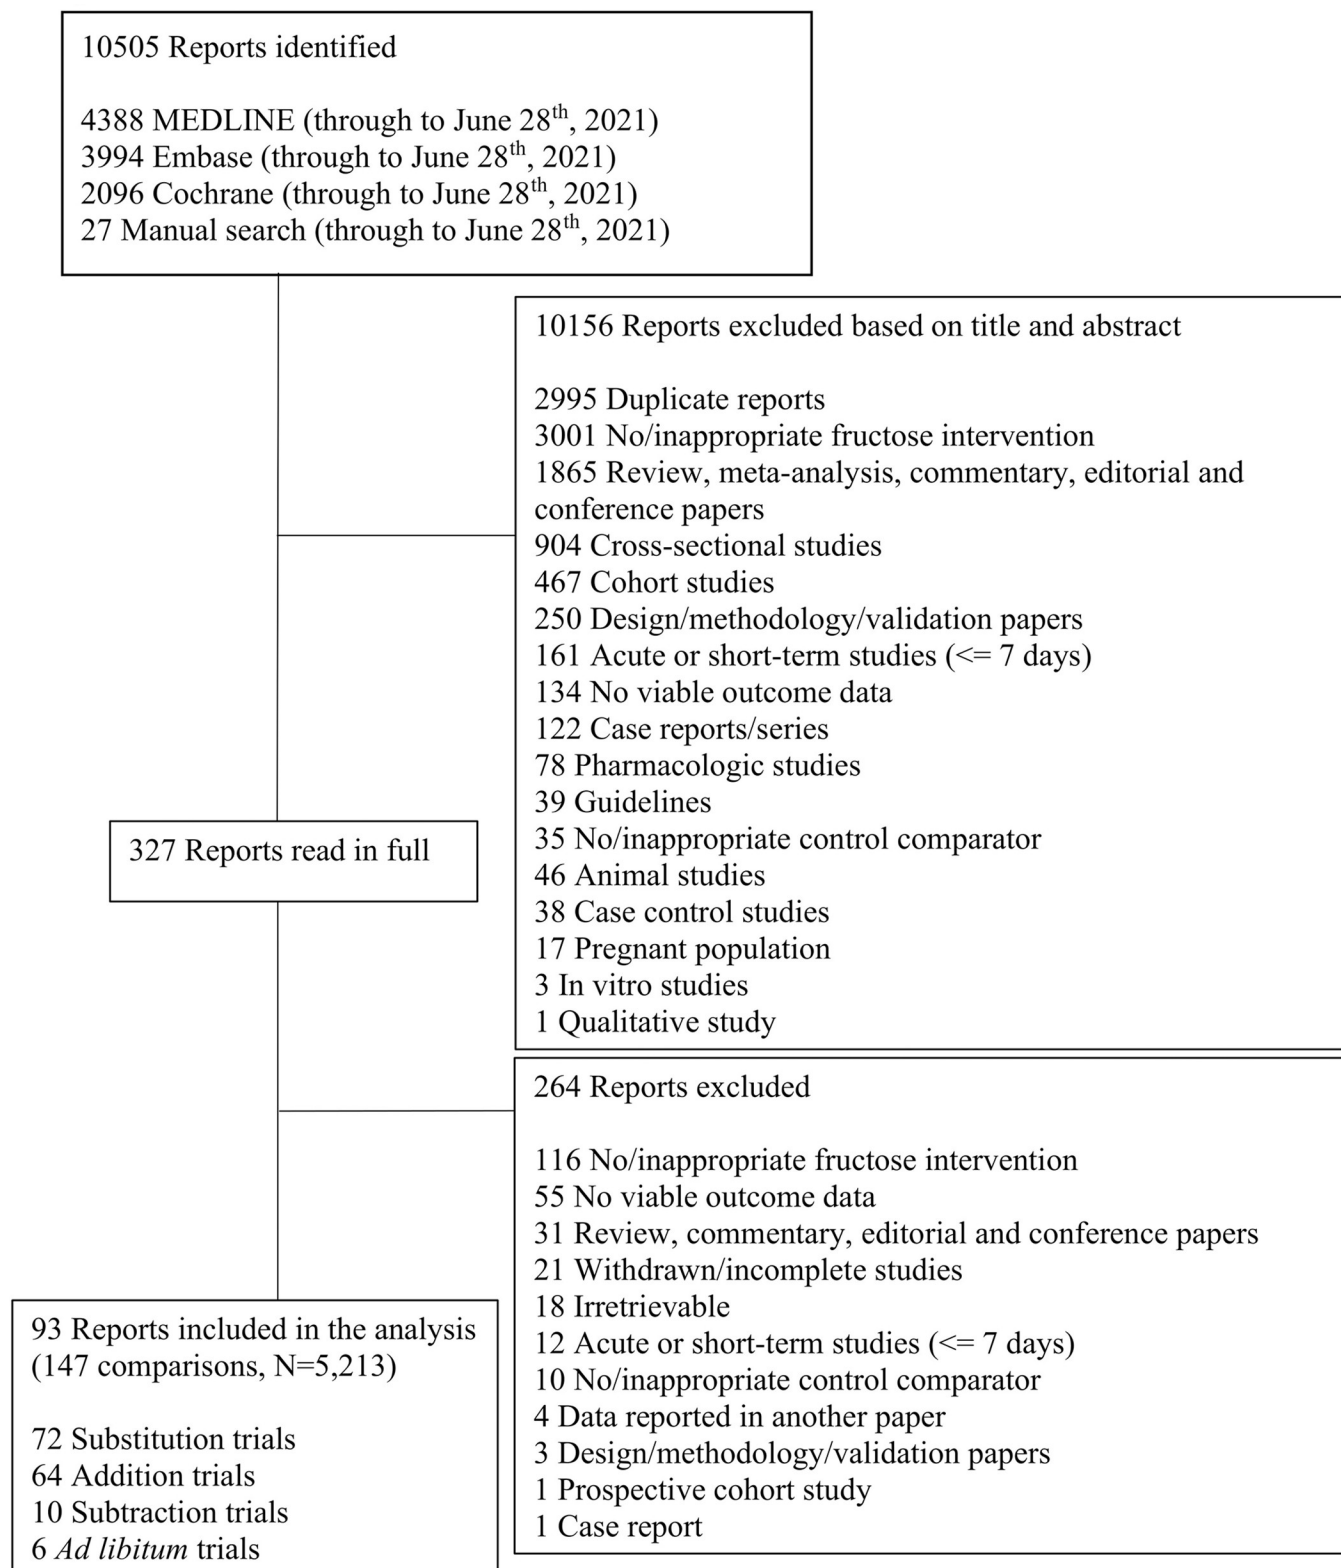 10505 Reports identified
4388 MEDLINE (through to June 28th, 2021)
3994 Embase (through to June 28th, 2021)
2096 Cochrane (through to June 28th, 2021)
27 Manual search (through to June 28th, 2021)
10156 Reports excluded based on title and abstract
2995 Duplicate reports
3001 No/inappropriate fructose intervention
1865 Review, meta-analysis, commentary, editorial and
conference papers
904 Cross-sectional studies
467 Cohort studies
250 Design/methodology/validation papers
161 Acute or short-term studies (<= 7 days)
134 No viable outcome data
122 Case reports/series
78 Pharmacologic studies
39 Guidelines
35 No/inappropriate control comparator
46 Animal studies
38 Case control studies
17 Pregnant population
3 In vitro studies
1 Qualitative study
327 Reports read in full
264 Reports excluded
116 No/inappropriate fructose intervention
55 No viable outcome data
31 Review, commentary, editorial and conference papers
21 Withdrawn/incomplete studies
18 Irretrievable
12 Acute or short-term studies (<= 7 days)
10 No/inappropriate control comparator
4 Data reported in another paper
3 Design/methodology/validation papers
1 Prospective cohort study
1 Case report
93 Reports included in the analysis
(147 comparisons, N=5,213)
72 Substitution trials
64 Addition trials
10 Subtraction trials
6 Ad libitum trials